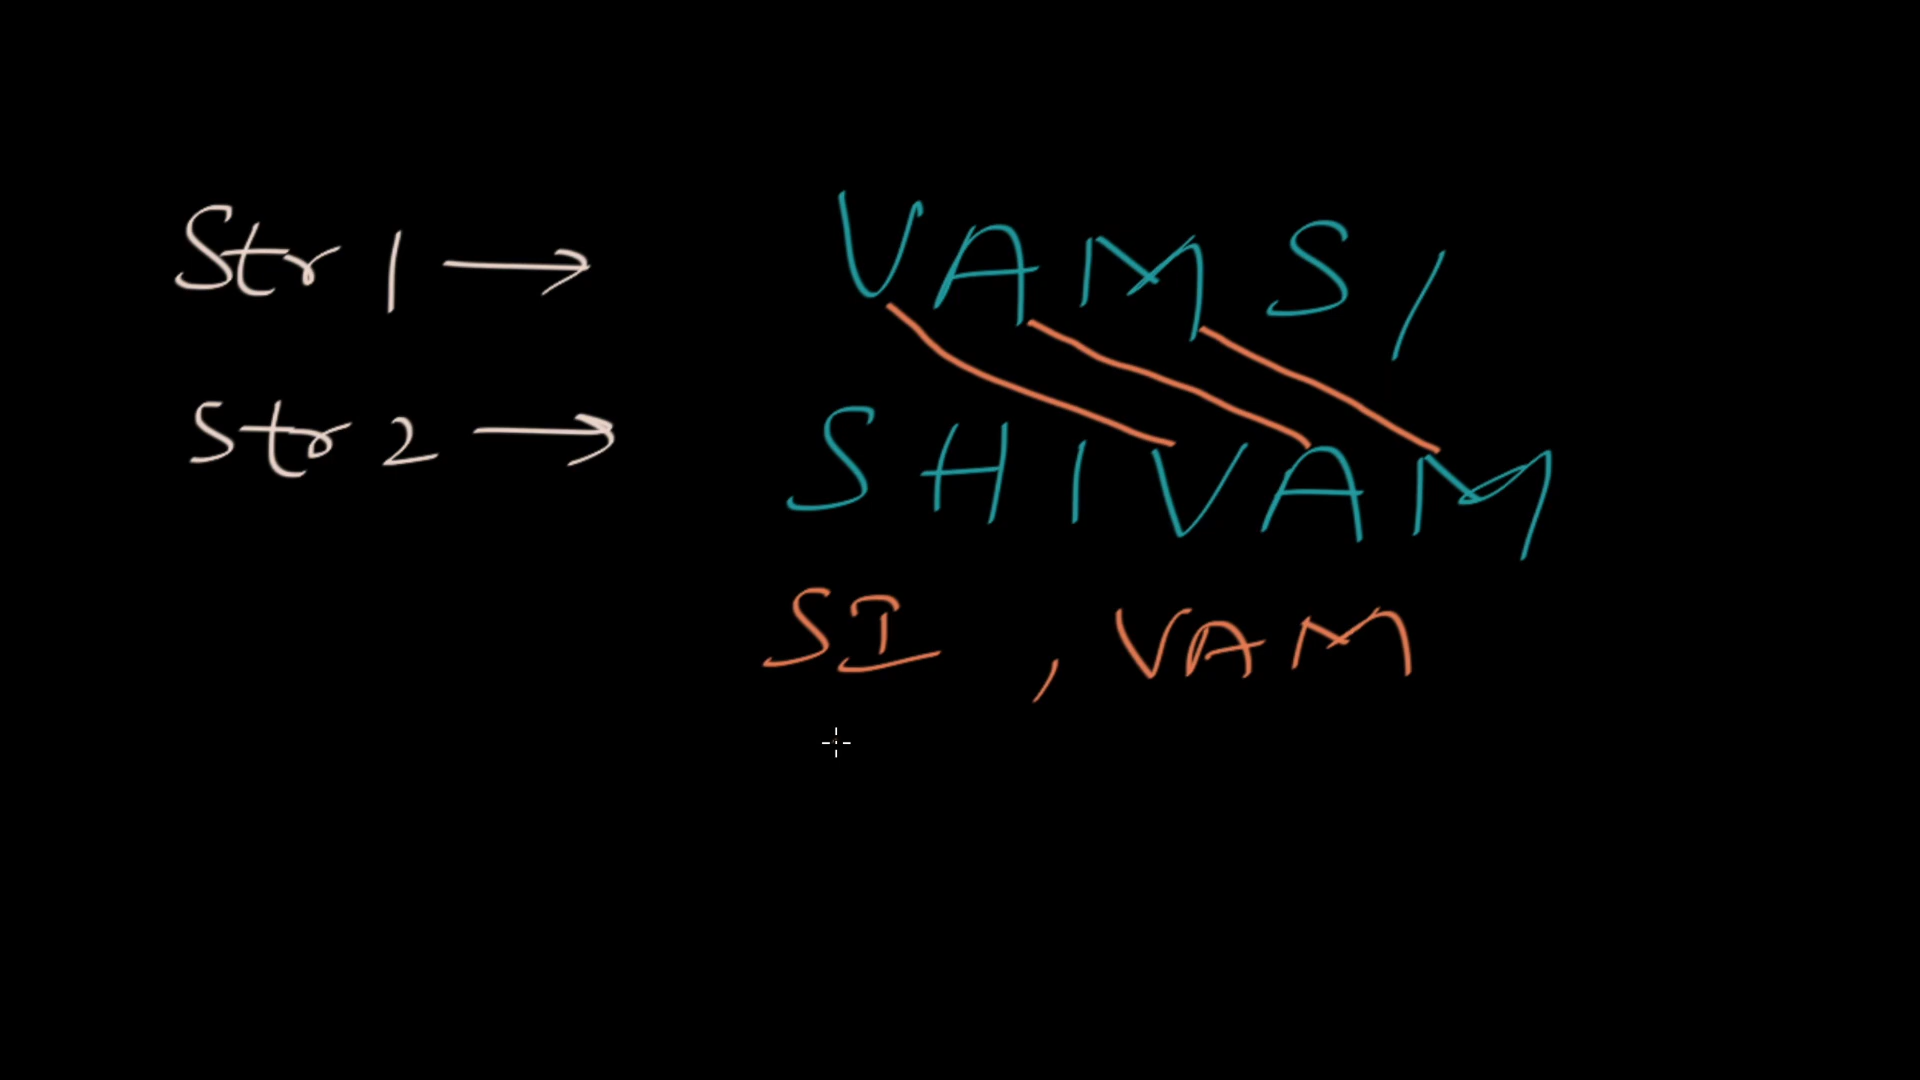 Str 1 → VAMSI
Str 2 → SHIVAM
SI , VAM